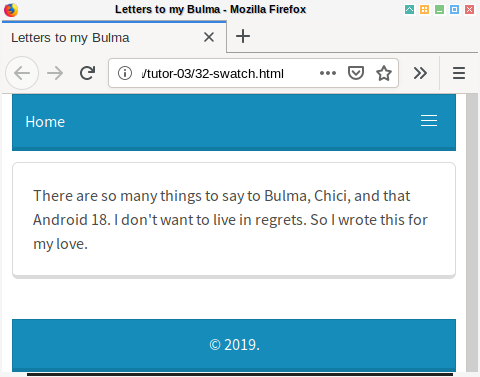 Letters to my Bulma - Mozilla Firefox
Letters to my Bulma
/tutor-03/32-swatch.html
Home
There are so many things to say to Bulma, Chici, and that
Android 18. I don't want to live in regrets. So I wrote this for
my love.
© 2019.